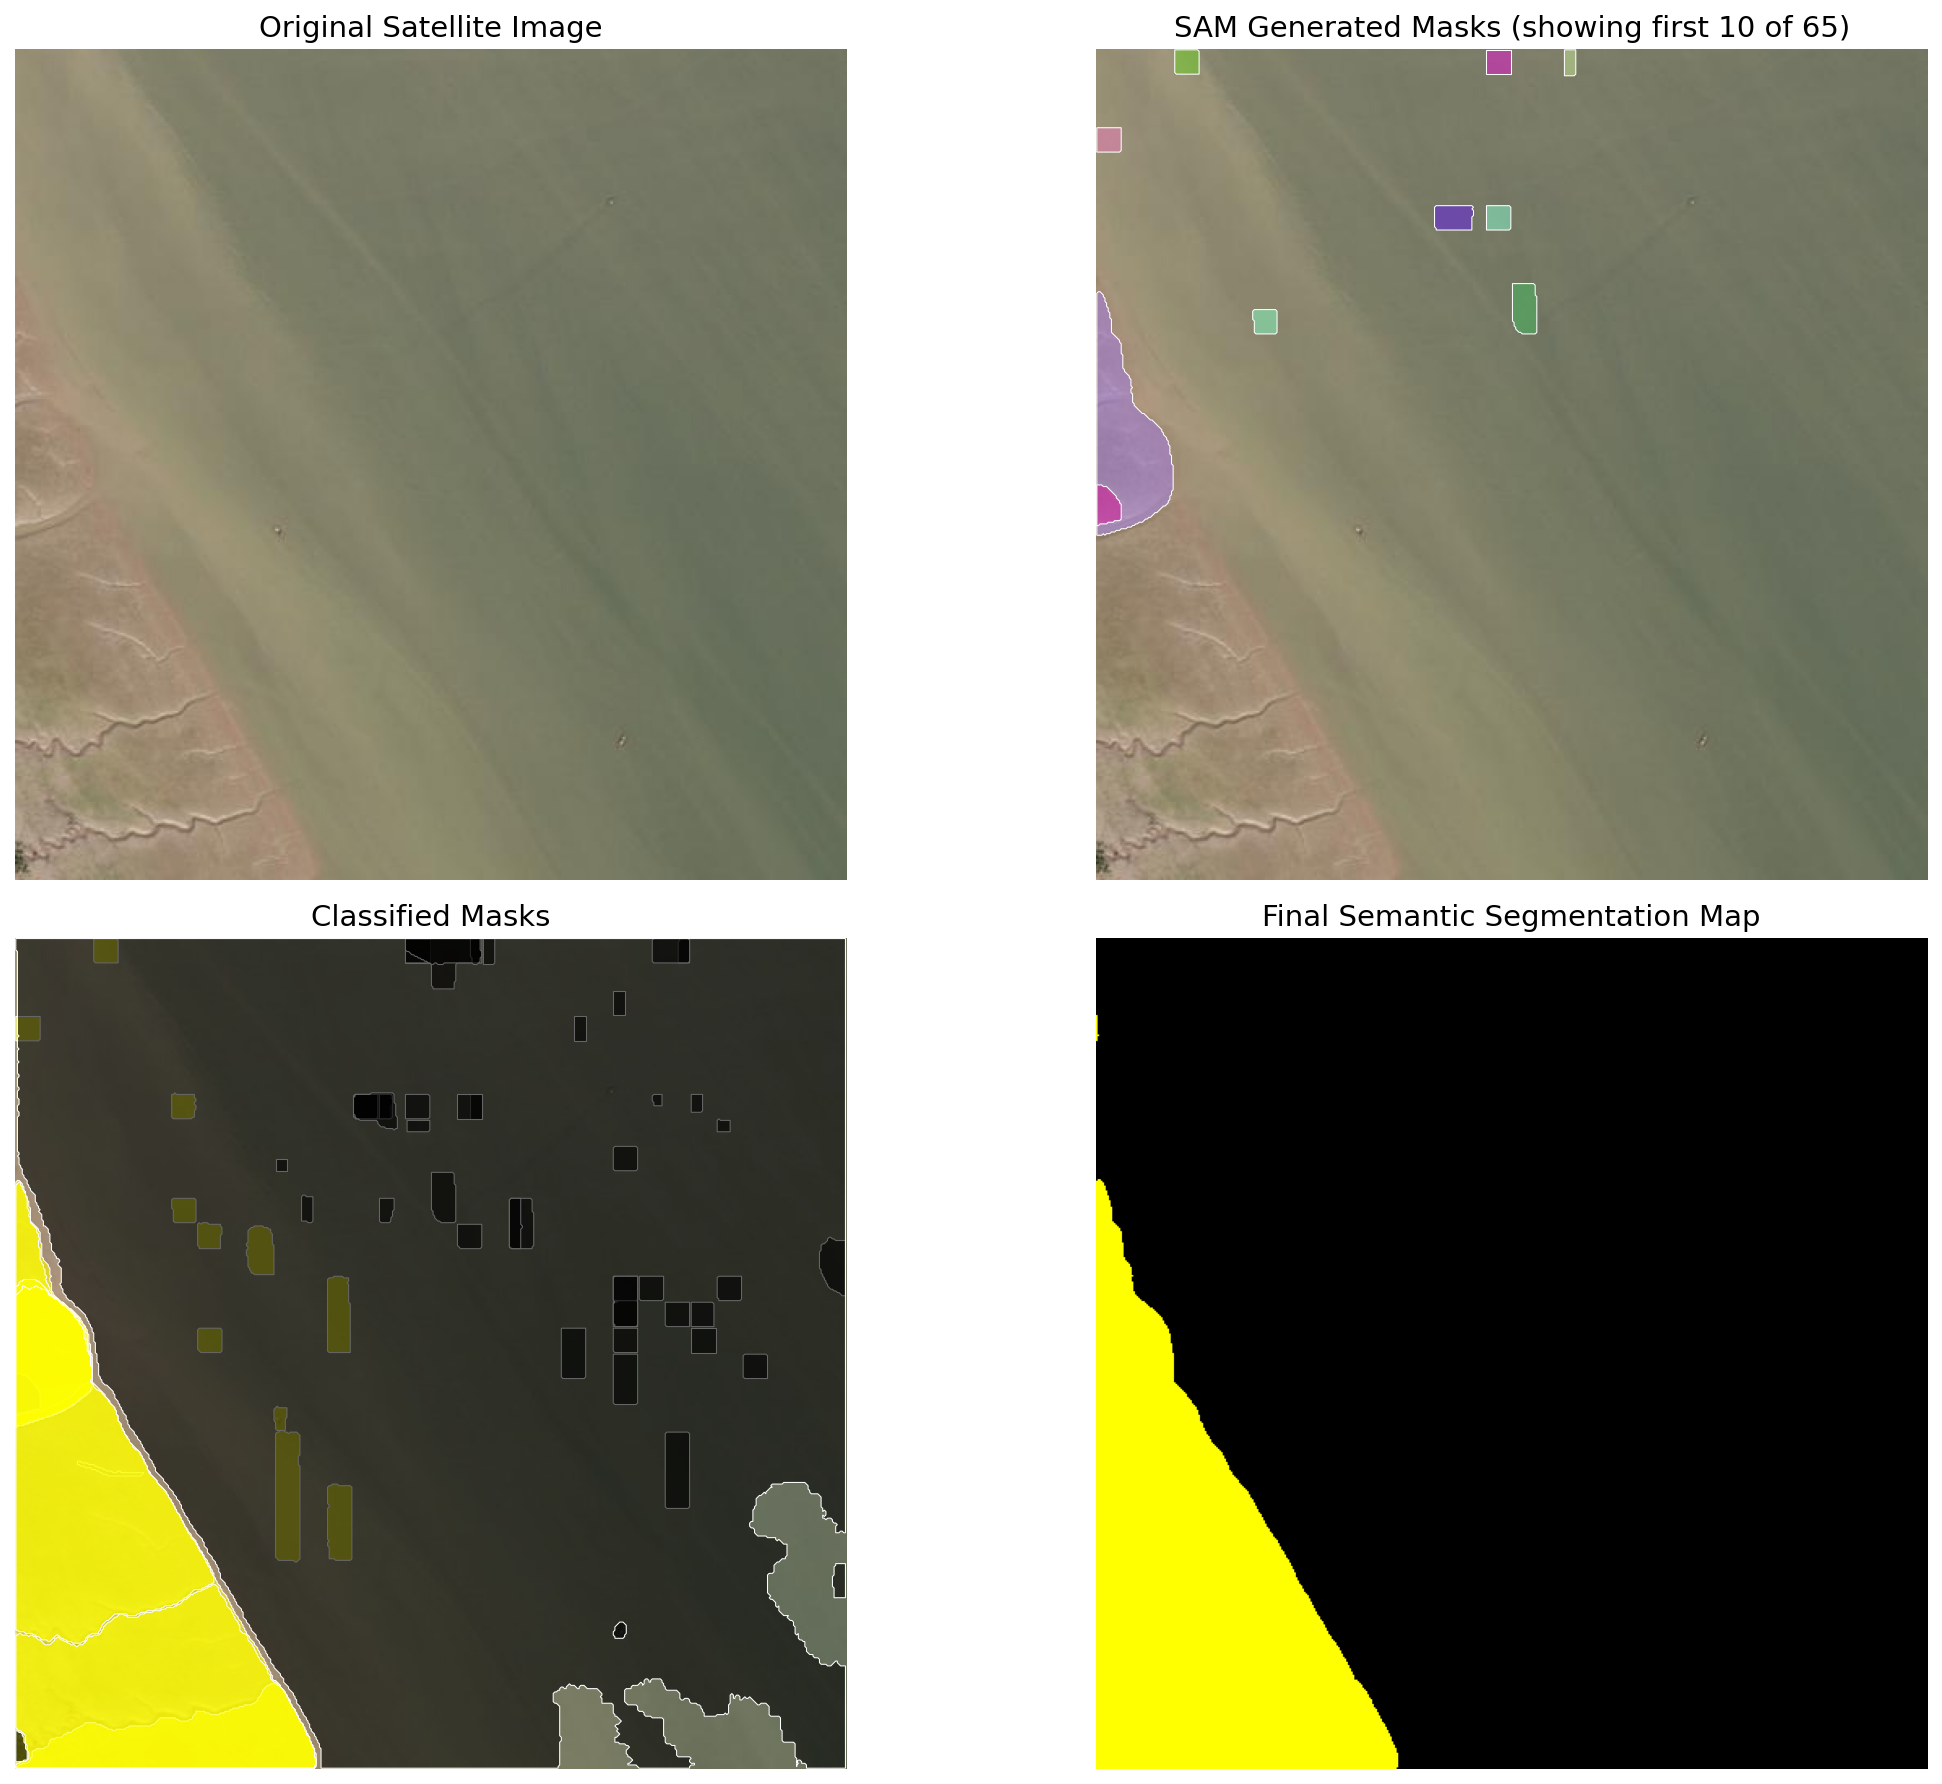 Original Satellite Image
SAM Generated Masks (showing first 10 of 65)
Classified Masks
Final Semantic Segmentation Map